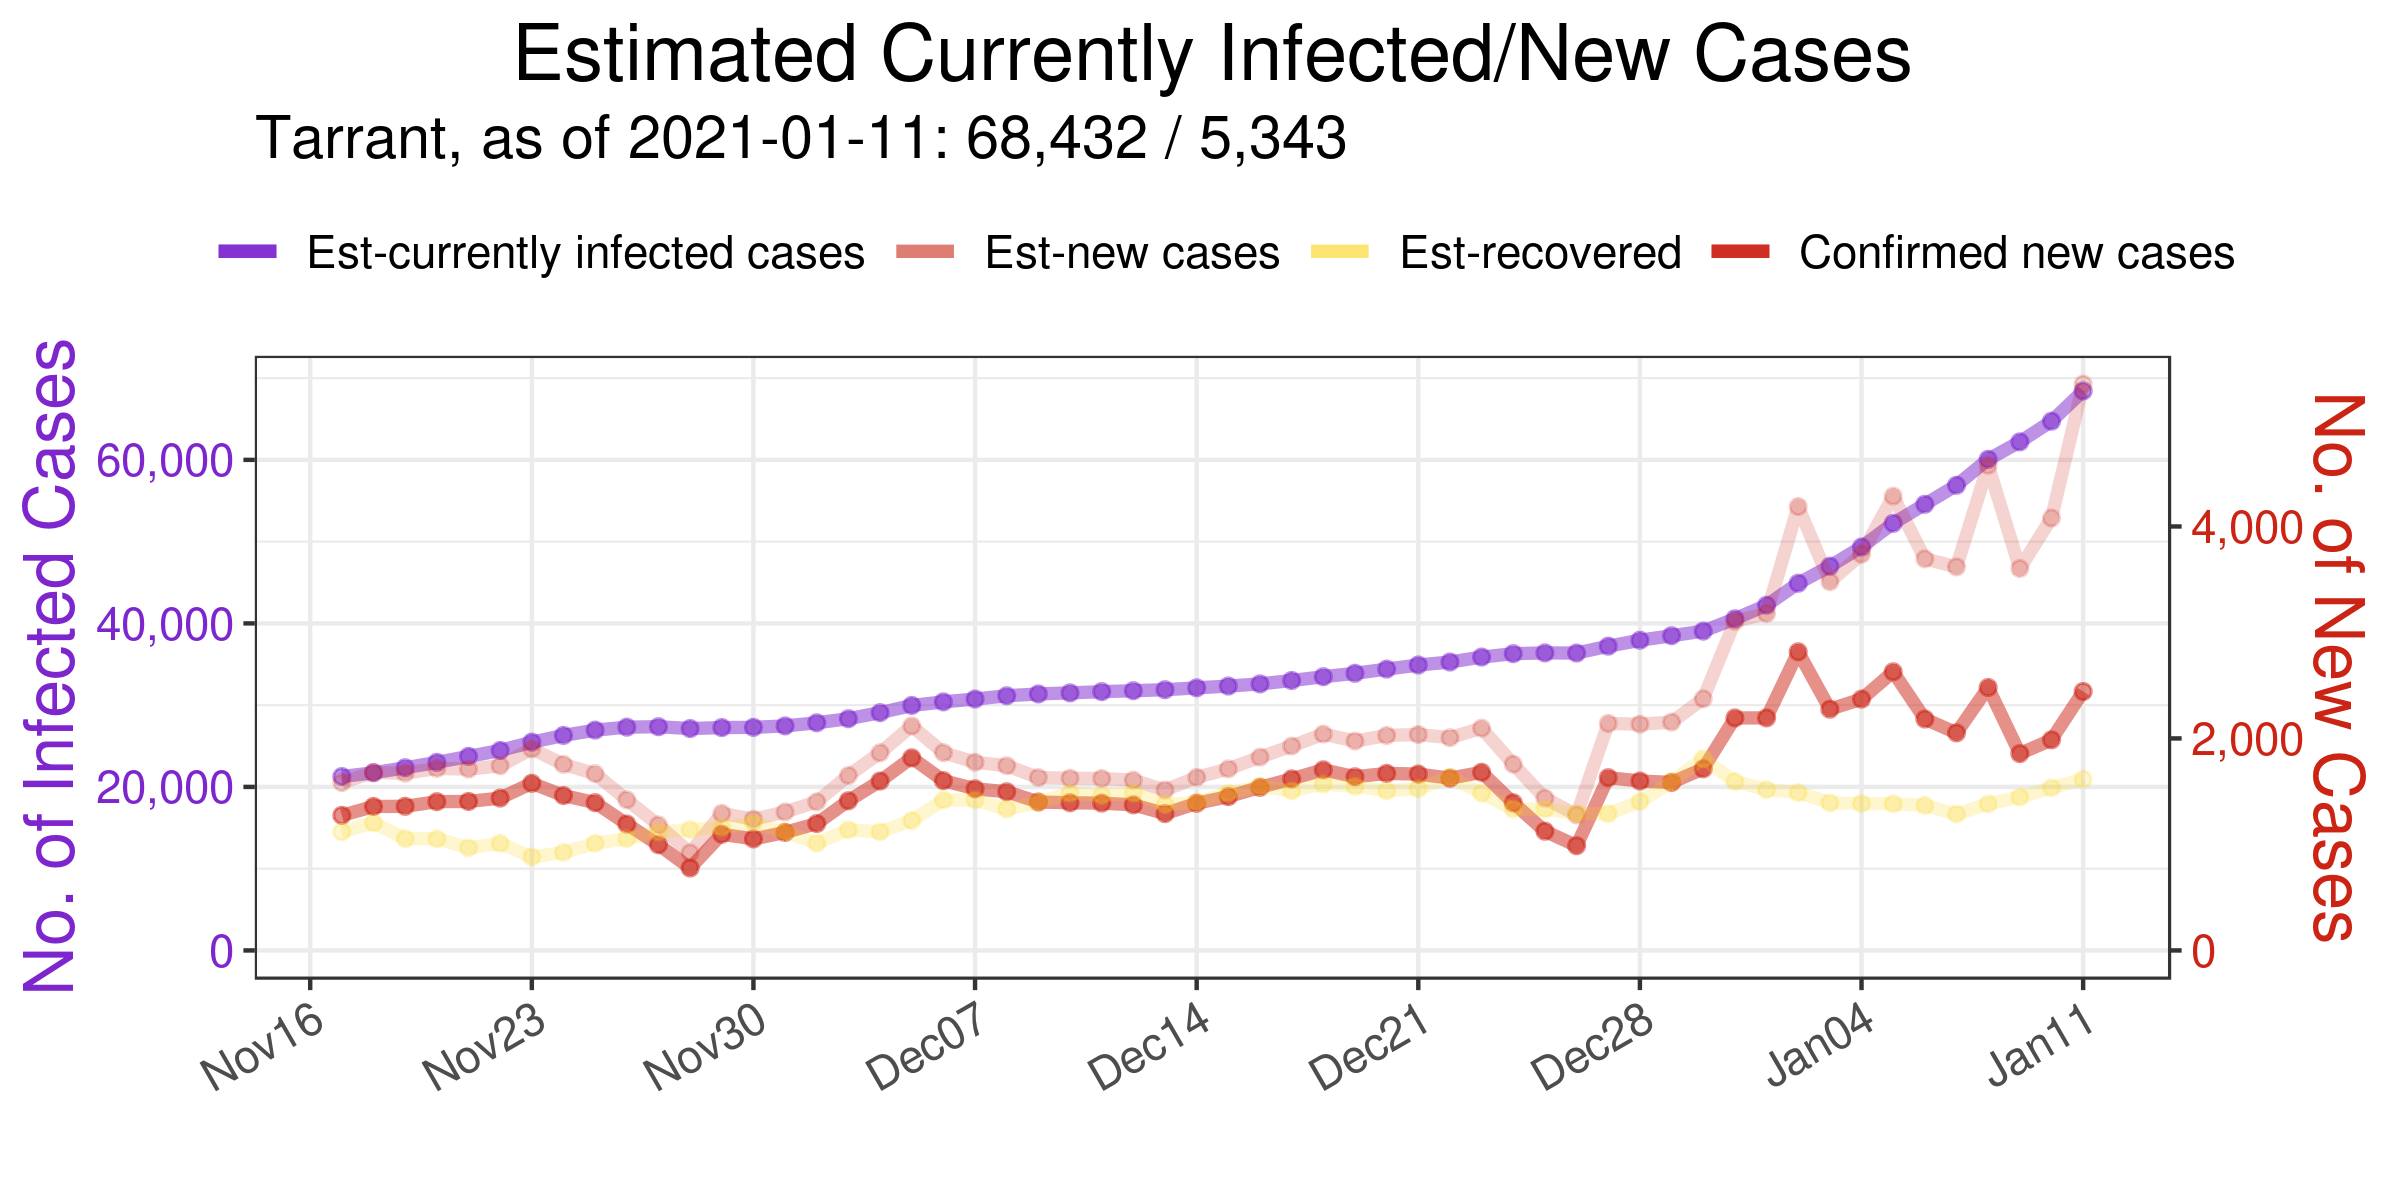 Estimated Currently Infected/New Cases
Tarrant, as of 2021-01-11: 68,432 / 5,343
Est-currently infected cases Est-new cases Est-recovered Confirmed new cases
No. of Infected Cases
60,000
40,000
20,000
0
4,000
2,000
0
No. of New Cases
Nov16 Nov23 Nov30 Dec07 Dec14 Dec21 Dec28 Jan04 Jan11